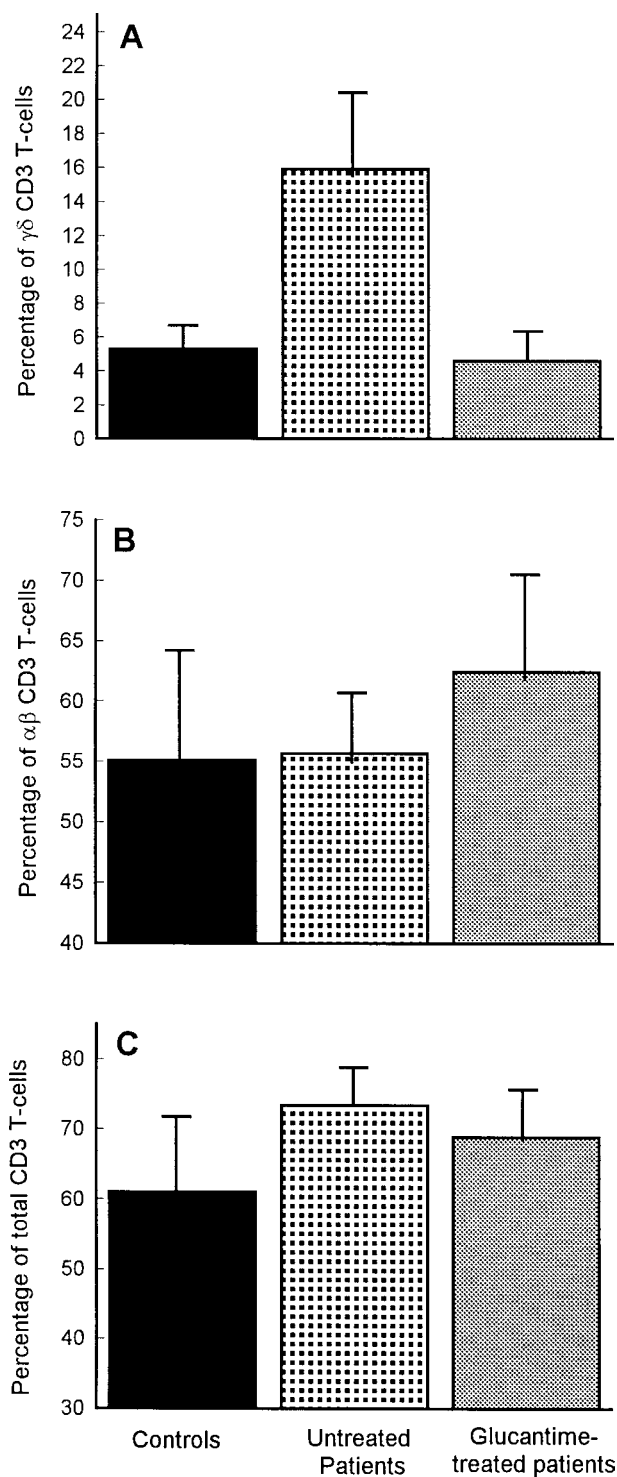 A
Percentage of γδ CD3 T-cells
24
22
20
18
16
14
12
10
8
6
4
2
0
B
Percentage of αβ CD3 T-cells
75
70
65
60
55
50
45
40
C
Percentage of total CD3 T-cells
80
70
60
50
40
30
Controls
Untreated
Patients
Glucantime-
treated patients